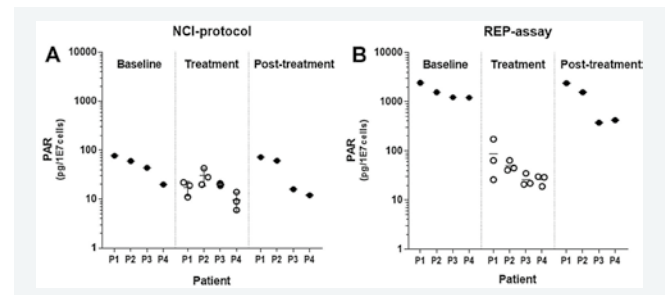 NCI-protocol
A
Baseline Treatment Post-treatment
PAR
(pg/1E7cells)
10000
1000
100
10
1
P1 P2 P3 P4 P1 P2 P3 P4 P1 P2 P3 P4
Patient
REP-assay
B
Baseline Treatment Post-treatment
PAR
(pg/1E7cells)
10000
1000
100
10
1
P1 P2 P3 P4 P1 P2 P3 P4 P1 P2 P3 P4
Patient